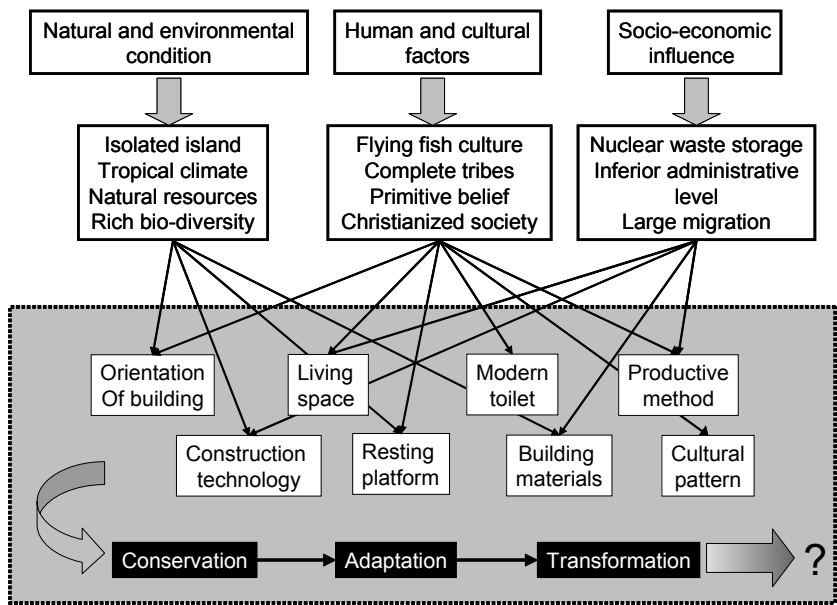 Natural and environmental
condition
Human and cultural
factors
Socio-economic
influence
Isolated island
Tropical climate
Natural resources
Rich bio-diversity
Flying fish culture
Complete tribes
Primitive belief
Christianized society
Nuclear waste storage
Inferior administrative
level
Large migration
Orientation
Of building
Living
space
Modern
toilet
Productive
method
Construction
technology
Resting
platform
Building
materials
Cultural
pattern
Conservation
Adaptation
Transformation
?